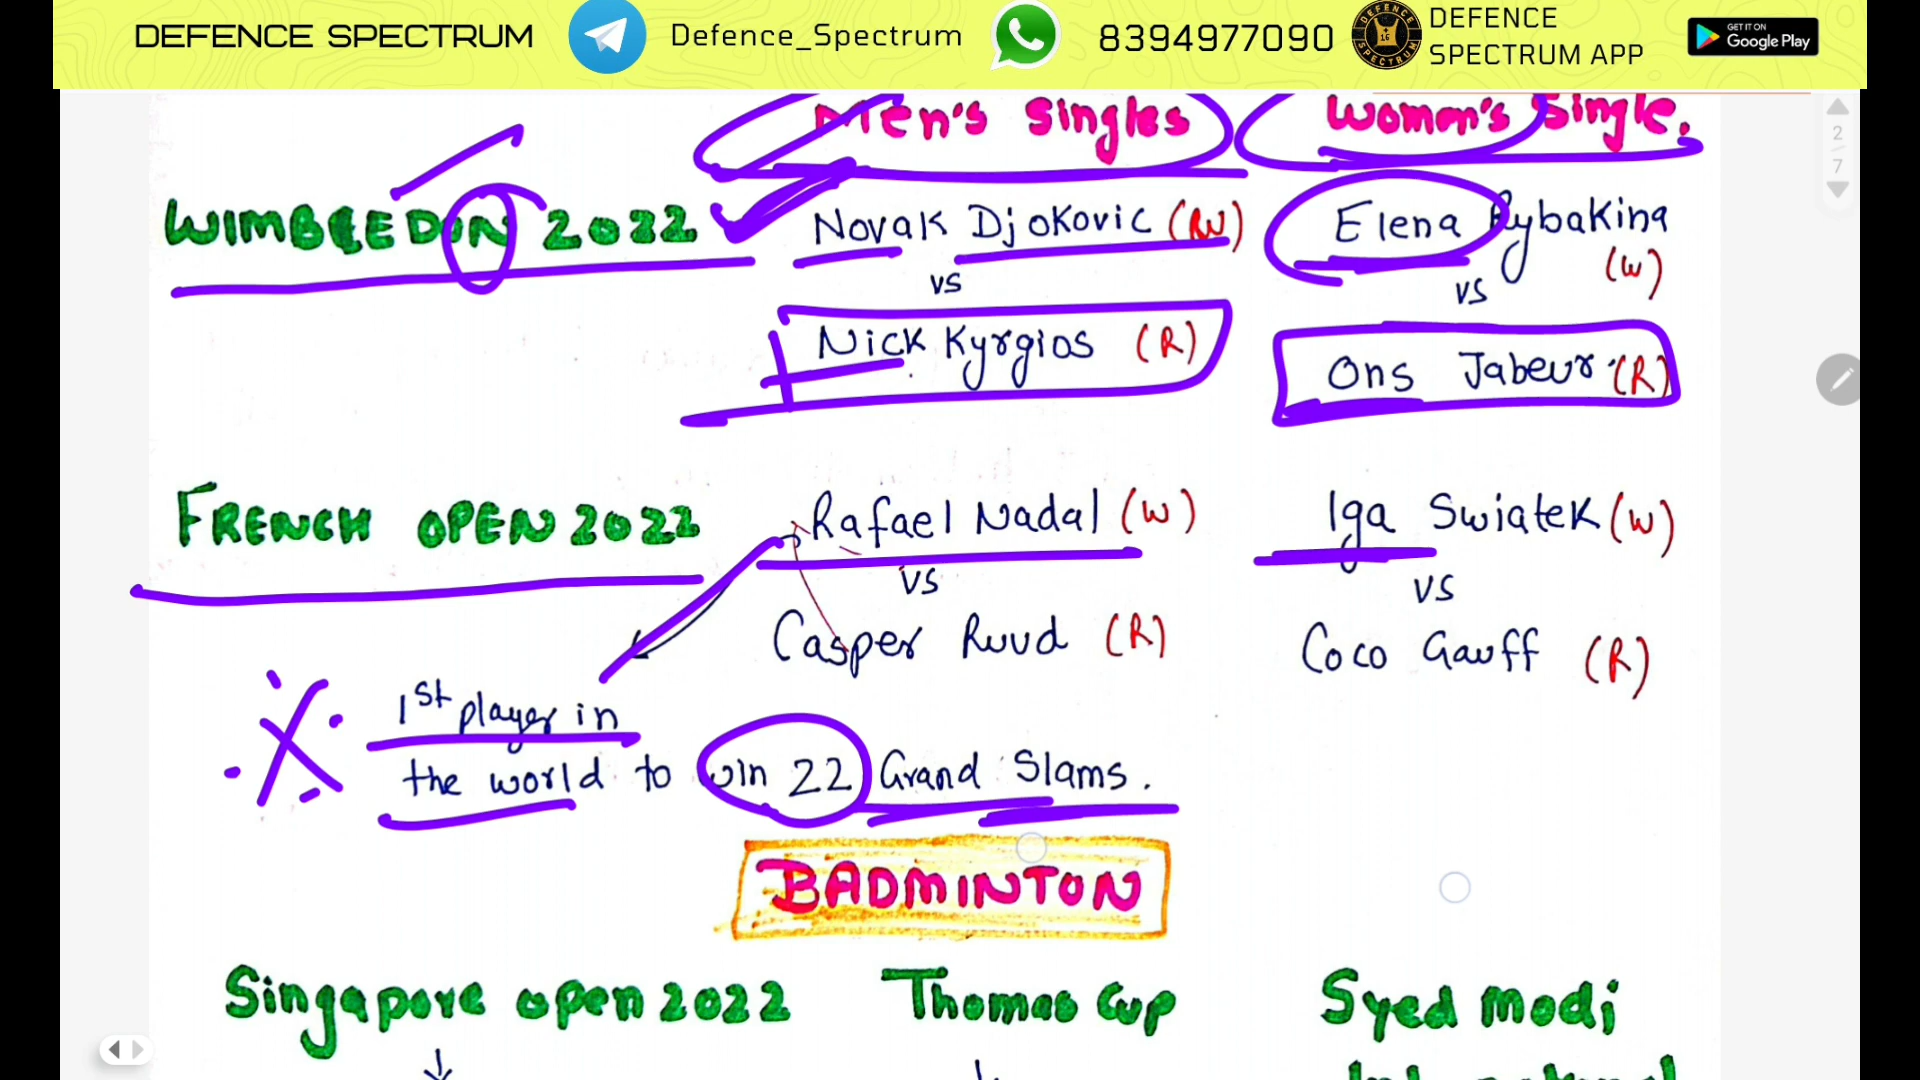 DEFENCE SPECTRUM Defence_Spectrum 8394977090 DEFENCE SPECTRUM APP GET IT ON Google Play
Men's Singles Women's Single.
WIMBLEDON 2022 Novak Djokovic (W) Elena Rybakina (W)
vs vs
Nick Kyrgios (R) Ons Jabeur (R)
FRENCH OPEN 2022 Rafael Nadal (W) Iga Swiatek (W)
vs vs
Casper Ruud (R) Coco Gauff (R)
1st player in
the world to win 22 Grand Slams.
BADMINTON
Singapore open 2022 Thomas Cup Syed Modi
2
7